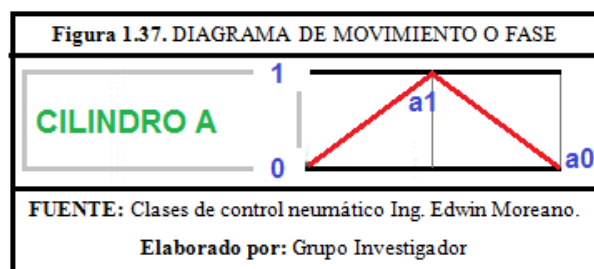 Figura 1.37. DIAGRAMA DE MOVIMIENTO O FASE
1
CILINDRO A
a1
0
a0
FUENTE: Clases de control neumático Ing. Edwin Moreano.
Elaborado por: Grupo Investigador